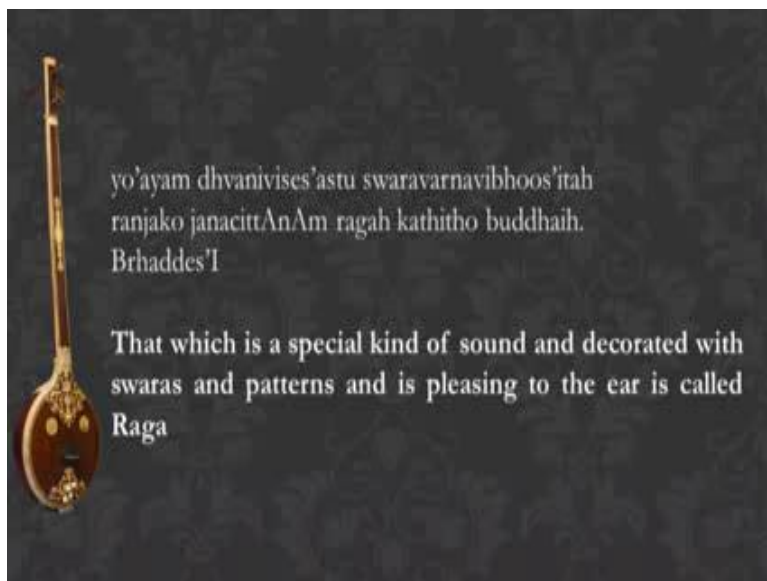 yo'ayam dhvanivises'astu swaravarnavibhoos'itah
ranjako janacittAnAm ragah kathitho buddhaih.
Brhaddes'I
That which is a special kind of sound and decorated with
swaras and patterns and is pleasing to the ear is called
Raga